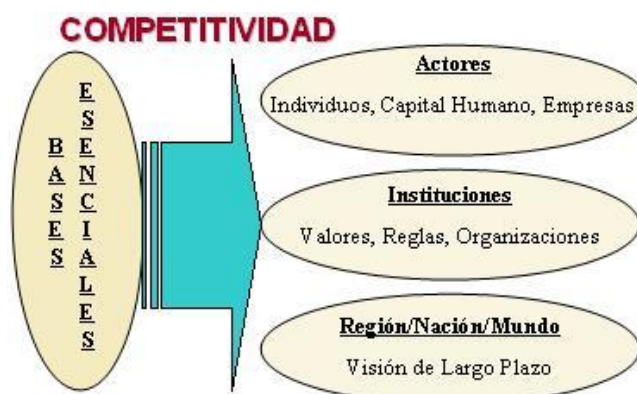 COMPETITIVIDAD
BASES
ESENCIALES
Actores
Individuos, Capital Humano, Empresas
Instituciones
Valores, Reglas, Organizaciones
Región/Nación/Mundo
Visión de Largo Plazo